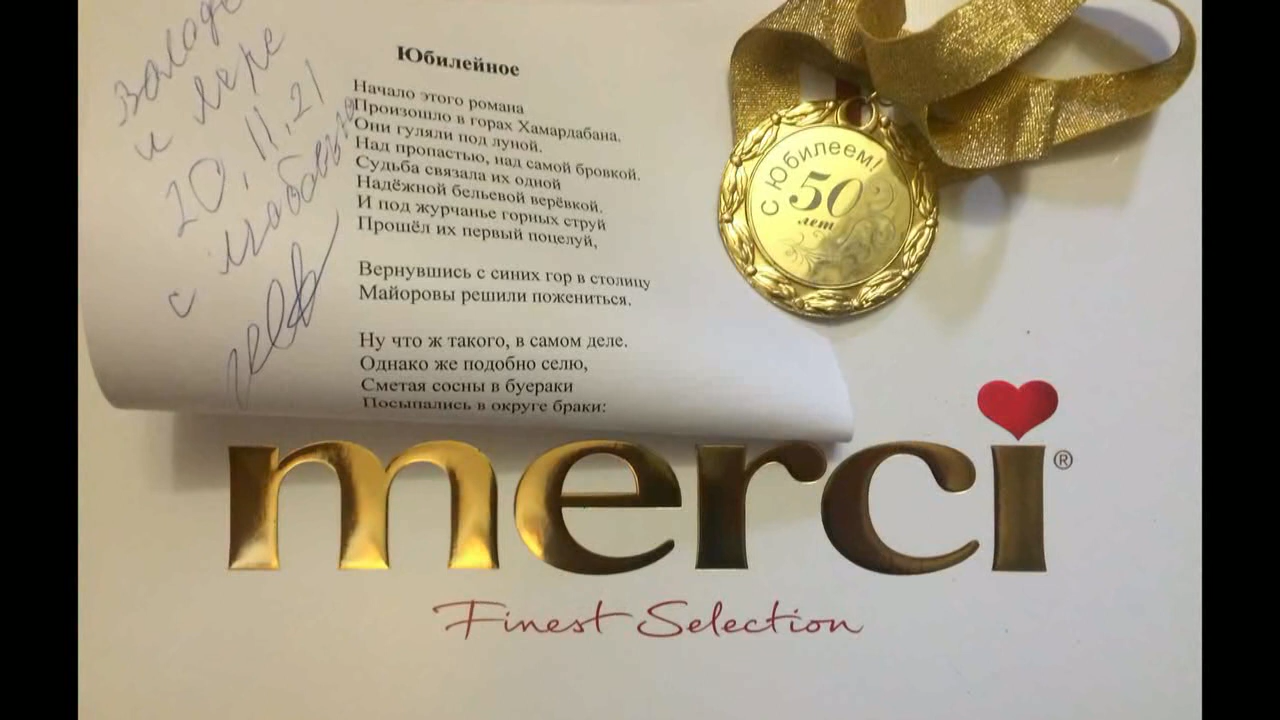 Володе
и Лере
20.11.21
с любовью
Юбилейное
Начало этого романа
Произошло в горах Хамардабана.
Они гуляли под луной.
Над пропастью, над самой бровкой.
Судьба связала их одной
Надёжной бельевой верёвкой.
И под журчанье горных струй
Прошёл их первый поцелуй,
Вернувшись с синих гор в столицу
Майоровы решили пожениться.
Ну что ж такого, в самом деле.
Однако же подобно селю,
Сметая сосны в буераки
Посыпались в округе браки:
С ЮБИЛЕЕМ!
50
лет
merci®
Finest Selection